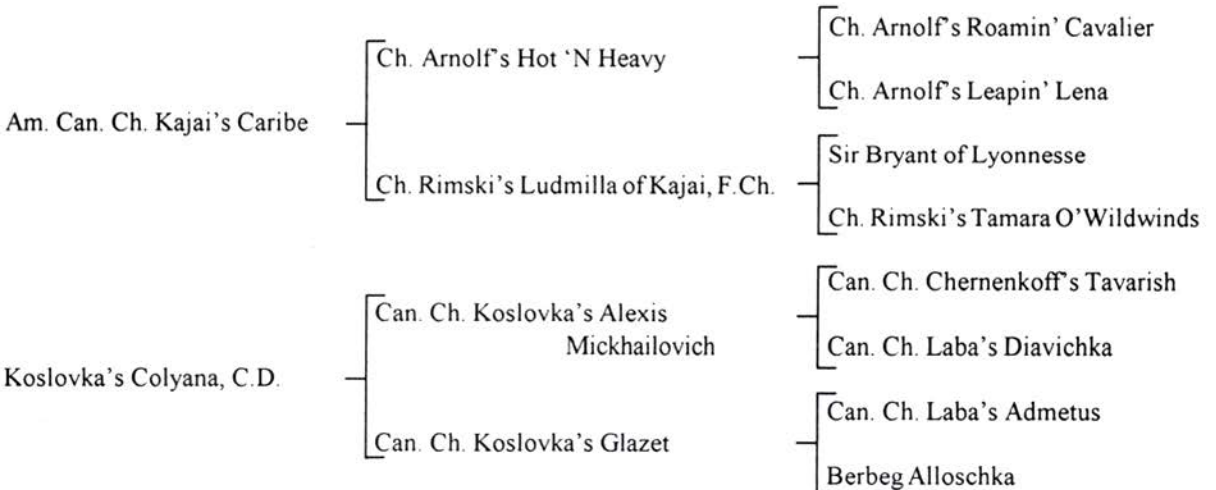 Ch. Arnolf's Roamin' Cavalier
Ch. Arnolf's Hot ‘N Heavy
Ch. Arnolf's Leapin' Lena
Am. Can. Ch. Kajai's Caribe
Sir Bryant of Lyonnesse
Ch. Rimski's Ludmilla of Kajai, F.Ch.
Ch. Rimski's Tamara O'Wildwinds
Can. Ch. Chernenkoff's Tavarish
Can. Ch. Koslovka's Alexis
Mickhailovich
Can. Ch. Laba's Diavichka
Koslovka's Colyana, C.D.
Can. Ch. Laba's Admetus
Can. Ch. Koslovka's Glazet
Berbeg Alloschka